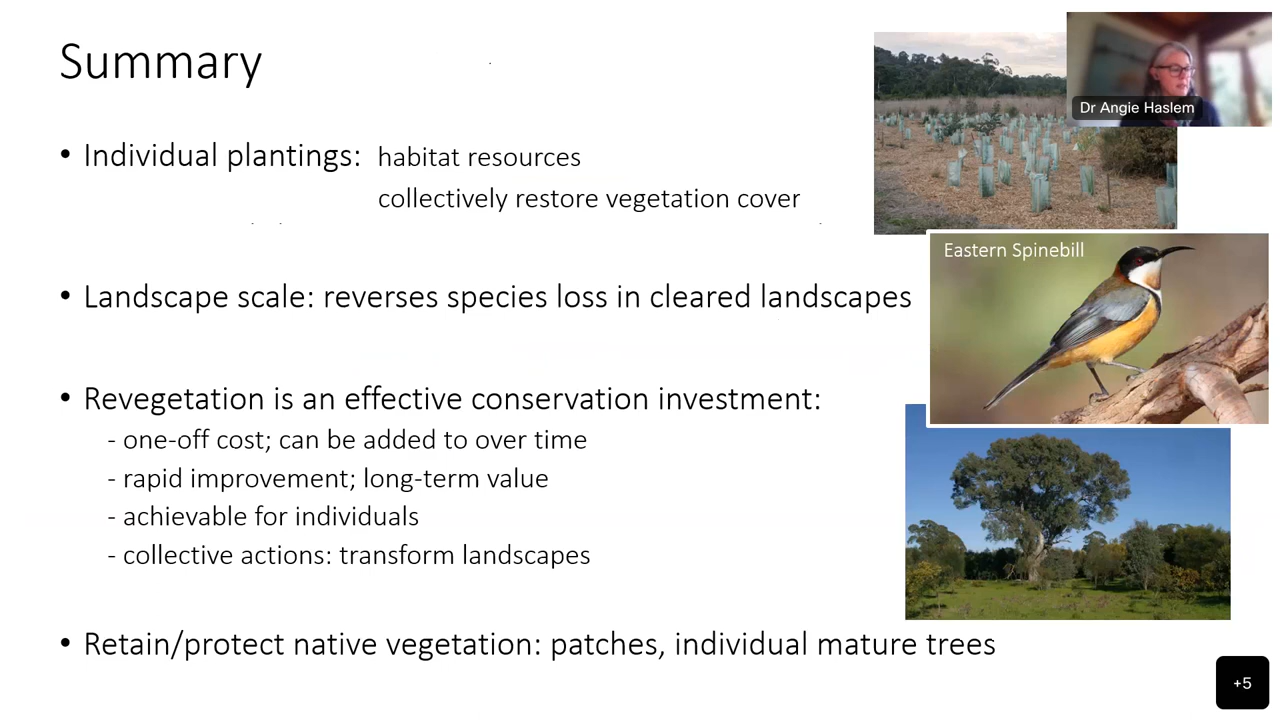 Summary
Dr Angie Haslem
• Individual plantings: habitat resources
collectively restore vegetation cover
Eastern Spinebill
• Landscape scale: reverses species loss in cleared landscapes
• Revegetation is an effective conservation investment:
- one-off cost; can be added to over time
- rapid improvement; long-term value
- achievable for individuals
- collective actions: transform landscapes
• Retain/protect native vegetation: patches, individual mature trees
+5